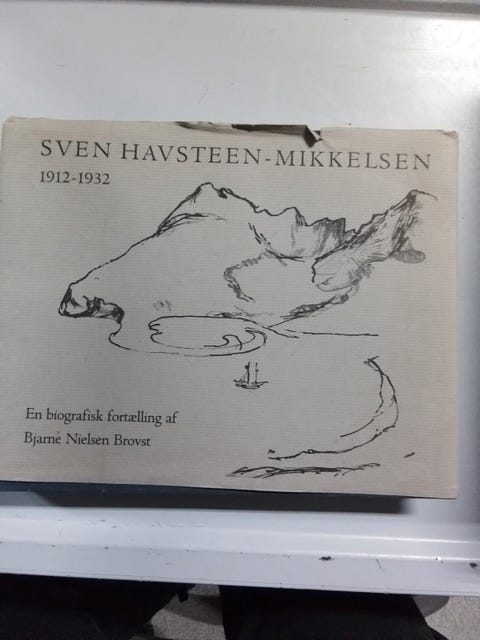 SVEN HAVSTEEN-MIKKELSEN
1912-1932
En biografisk fortælling af
Bjarne Nielsen Brovst